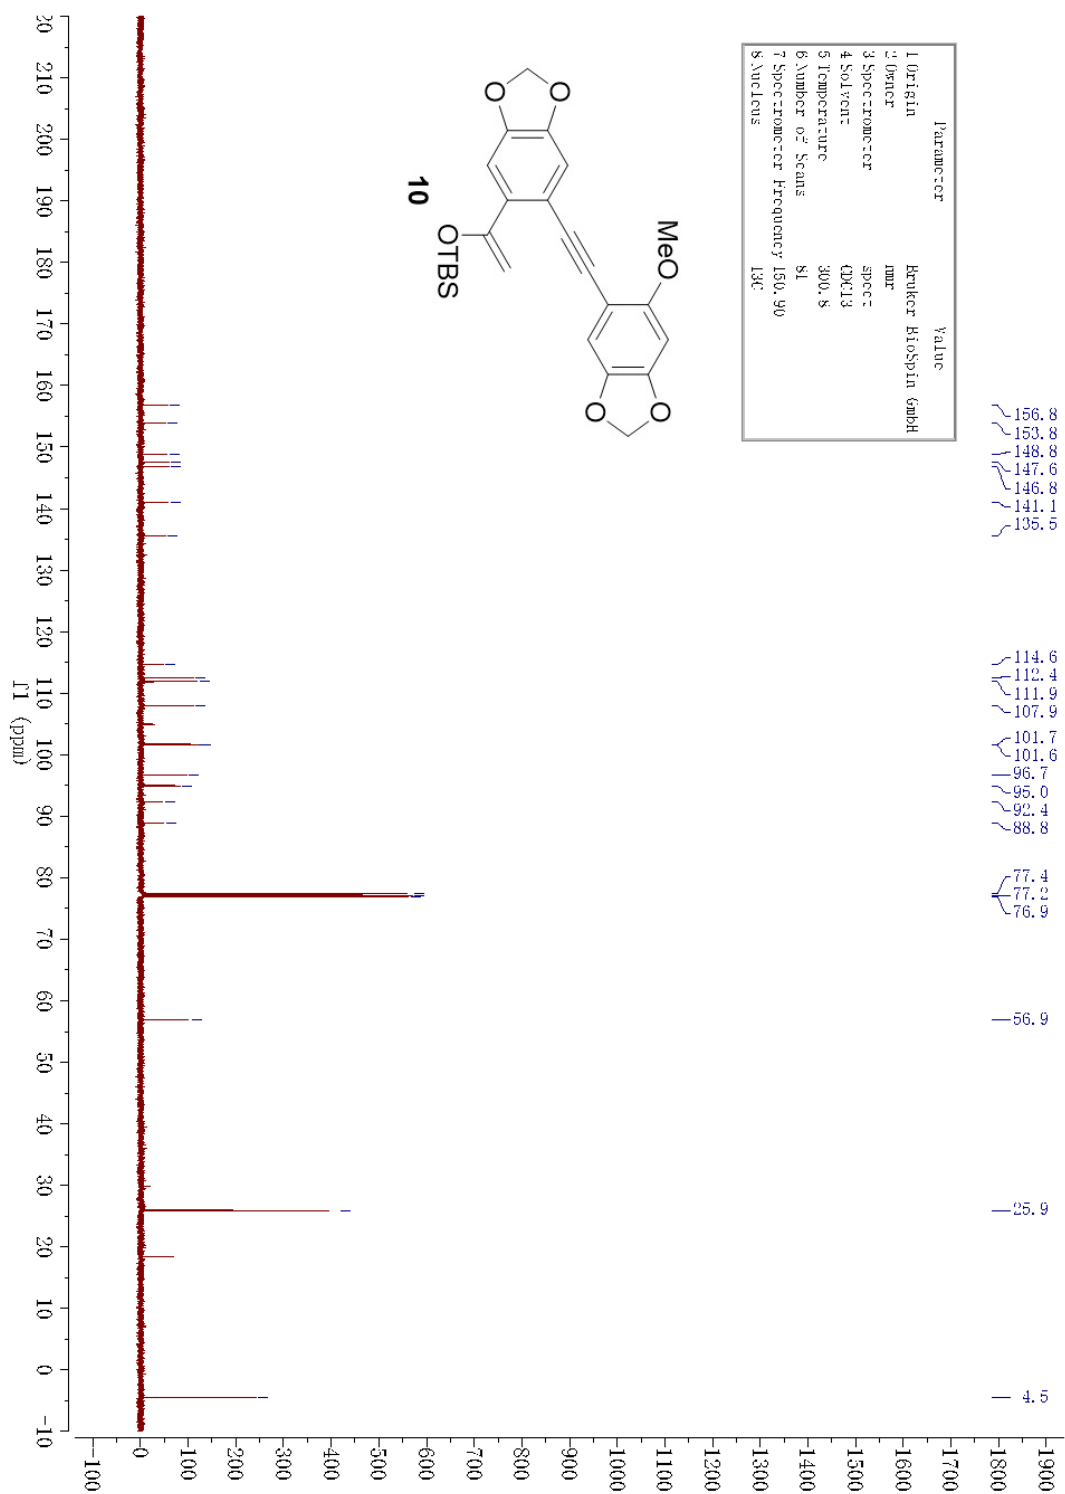 Parameter Value
1 Origin Bruker BioSpin GmbH
2 Owner nmr
3 Spectrometer spect
4 Solvent CDCl3
5 Temperature 300.8
6 Number of Scans 81
7 Spectrometer Frequency 150.90
8 Nucleus 13C
MeO
O
O
O
O
OTBS
10
156.8
153.8
148.8
147.6
146.8
141.1
135.5
114.6
112.4
111.9
107.9
101.7
101.6
96.7
95.0
92.4
88.8
77.4
77.2
76.9
56.9
25.9
4.5
1900
1800
1700
1600
1500
1400
1300
1200
1100
1000
900
800
700
600
500
400
300
200
100
0
-100
20 210 200 190 180 170 160 150 140 130 120 110 100 90 80 70 60 50 40 30 20 10 0 -10
f1 (ppm)